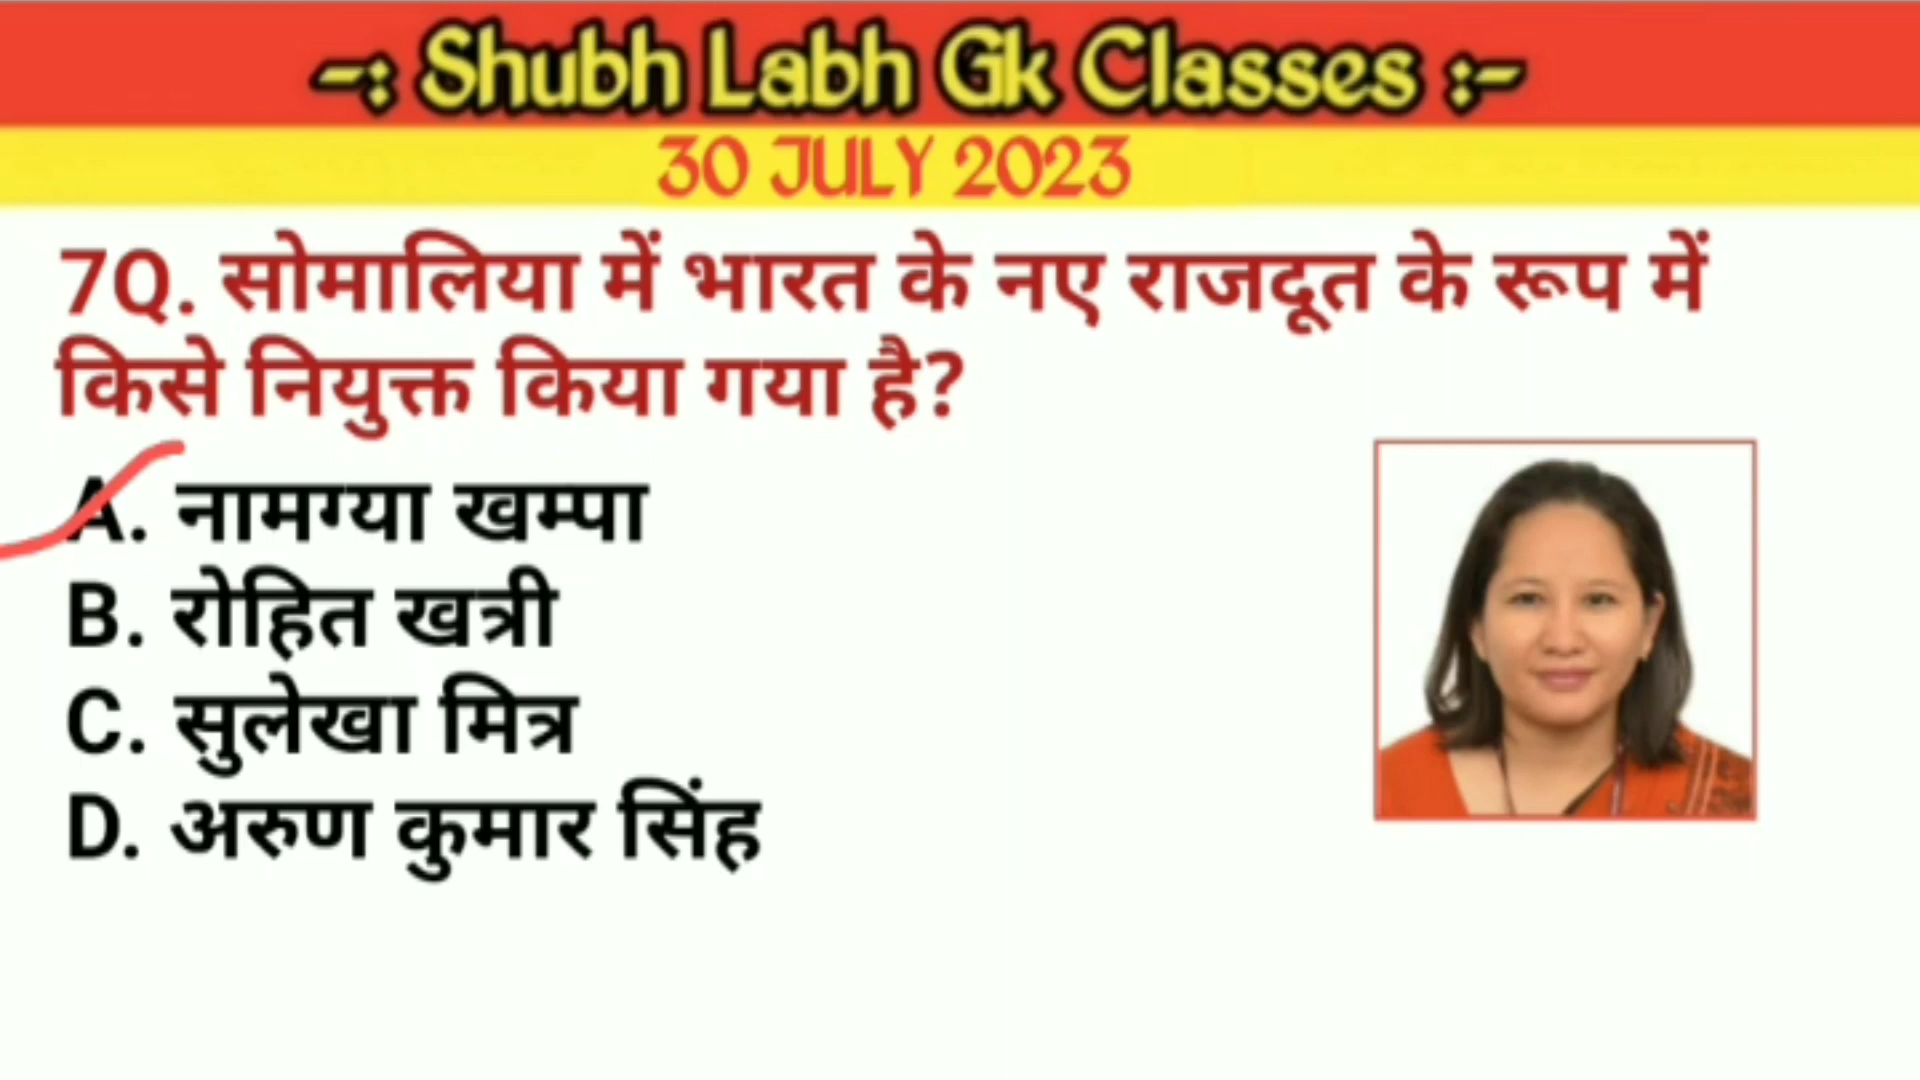 -: Shubh Labh Gk Classes :-
30 JULY 2023
7Q. सोमालिया में भारत के नए राजदूत के रूप में
किसे नियुक्त किया गया है?
A. नामग्या खम्पा
B. रोहित खत्री
C. सुलेखा मित्र
D. अरुण कुमार सिंह